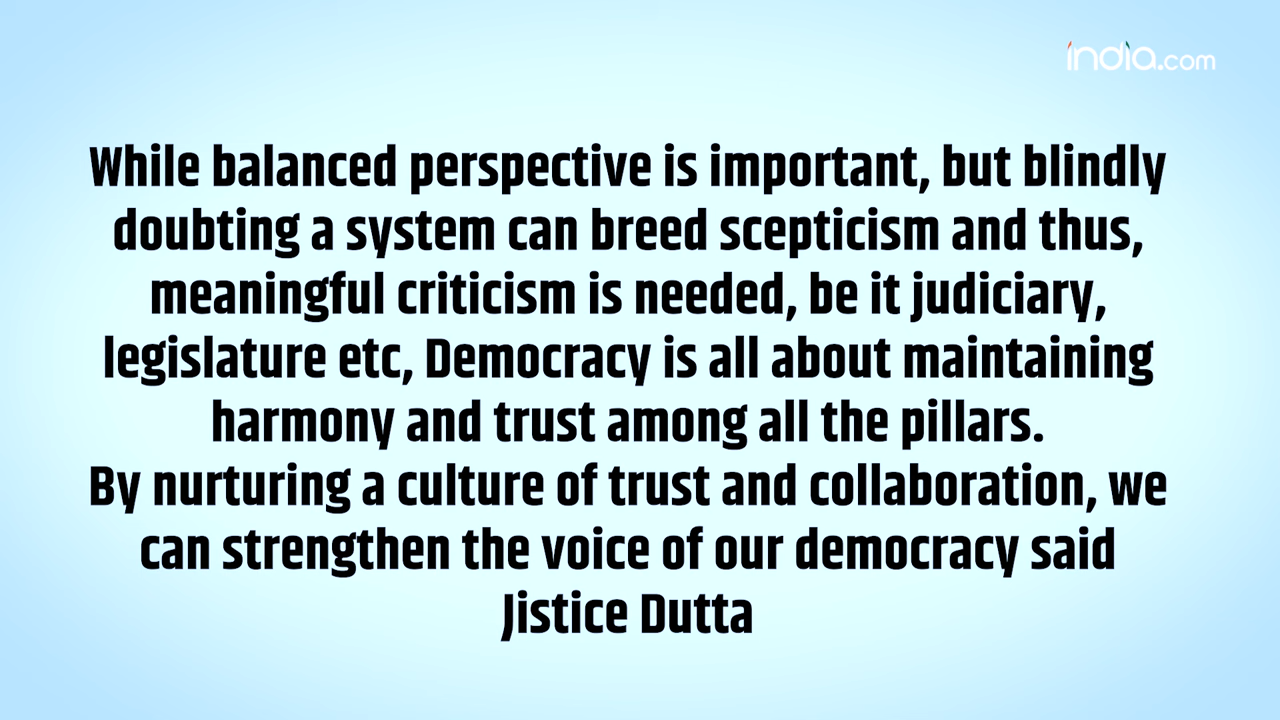 india.com
While balanced perspective is important, but blindly
doubting a system can breed scepticism and thus,
meaningful criticism is needed, be it judiciary,
legislature etc, Democracy is all about maintaining
harmony and trust among all the pillars.
By nurturing a culture of trust and collaboration, we
can strengthen the voice of our democracy said
Jistice Dutta